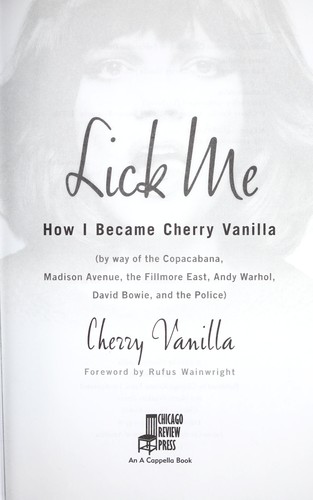 Lick Me
How I Became Cherry Vanilla
(by way of the Copacabana,
Madison Avenue, the Fillmore East, Andy Warhol,
David Bowie, and the Police)
Cherry Vanilla
Foreword by Rufus Wainwright
CHICAGO
REVIEW
PRESS
An A Cappella Book